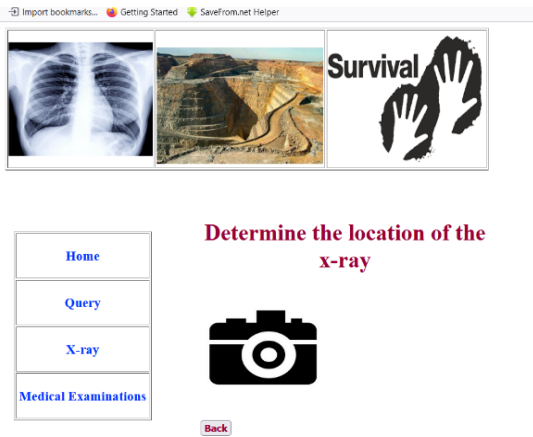 Import bookmarks... Getting Started SaveFrom.net Helper
Survival
Determine the location of the
x-ray
Home
Query
X-ray
Medical Examinations
Back